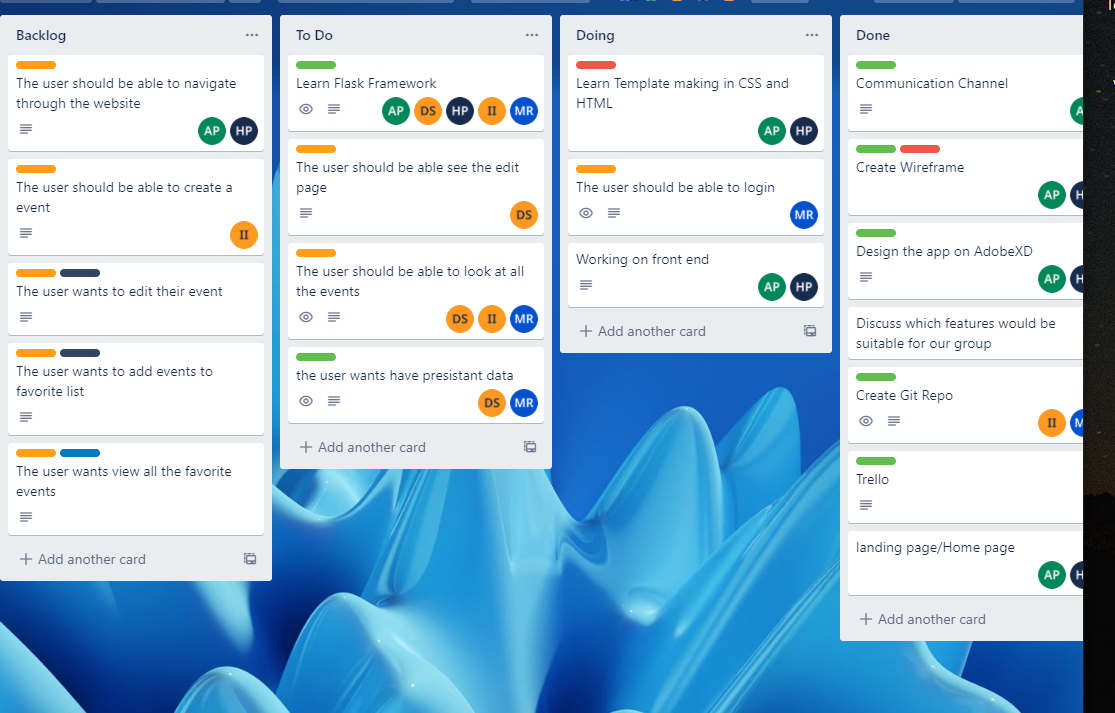 Backlog
The user should be able to navigate
through the website
AP HP
The user should be able to create a
event
II
The user wants to edit their event
The user wants to add events to
favorite list
The user wants view all the favorite
events
+ Add another card
To Do
Learn Flask Framework
AP DS HP II MR
The user should be able see the edit
page
DS
The user should be able to look at all
the events
DS II MR
the user wants have presistant data
DS MR
+ Add another card
Doing
Learn Template making in CSS and
HTML
AP HP
The user should be able to login
MR
Working on front end
AP HP
+ Add another card
Done
Communication Channel
Create Wireframe
AP
Design the app on AdobeXD
AP
Discuss which features would be
suitable for our group
Create Git Repo
II
Trello
landing page/Home page
AP
+ Add another card